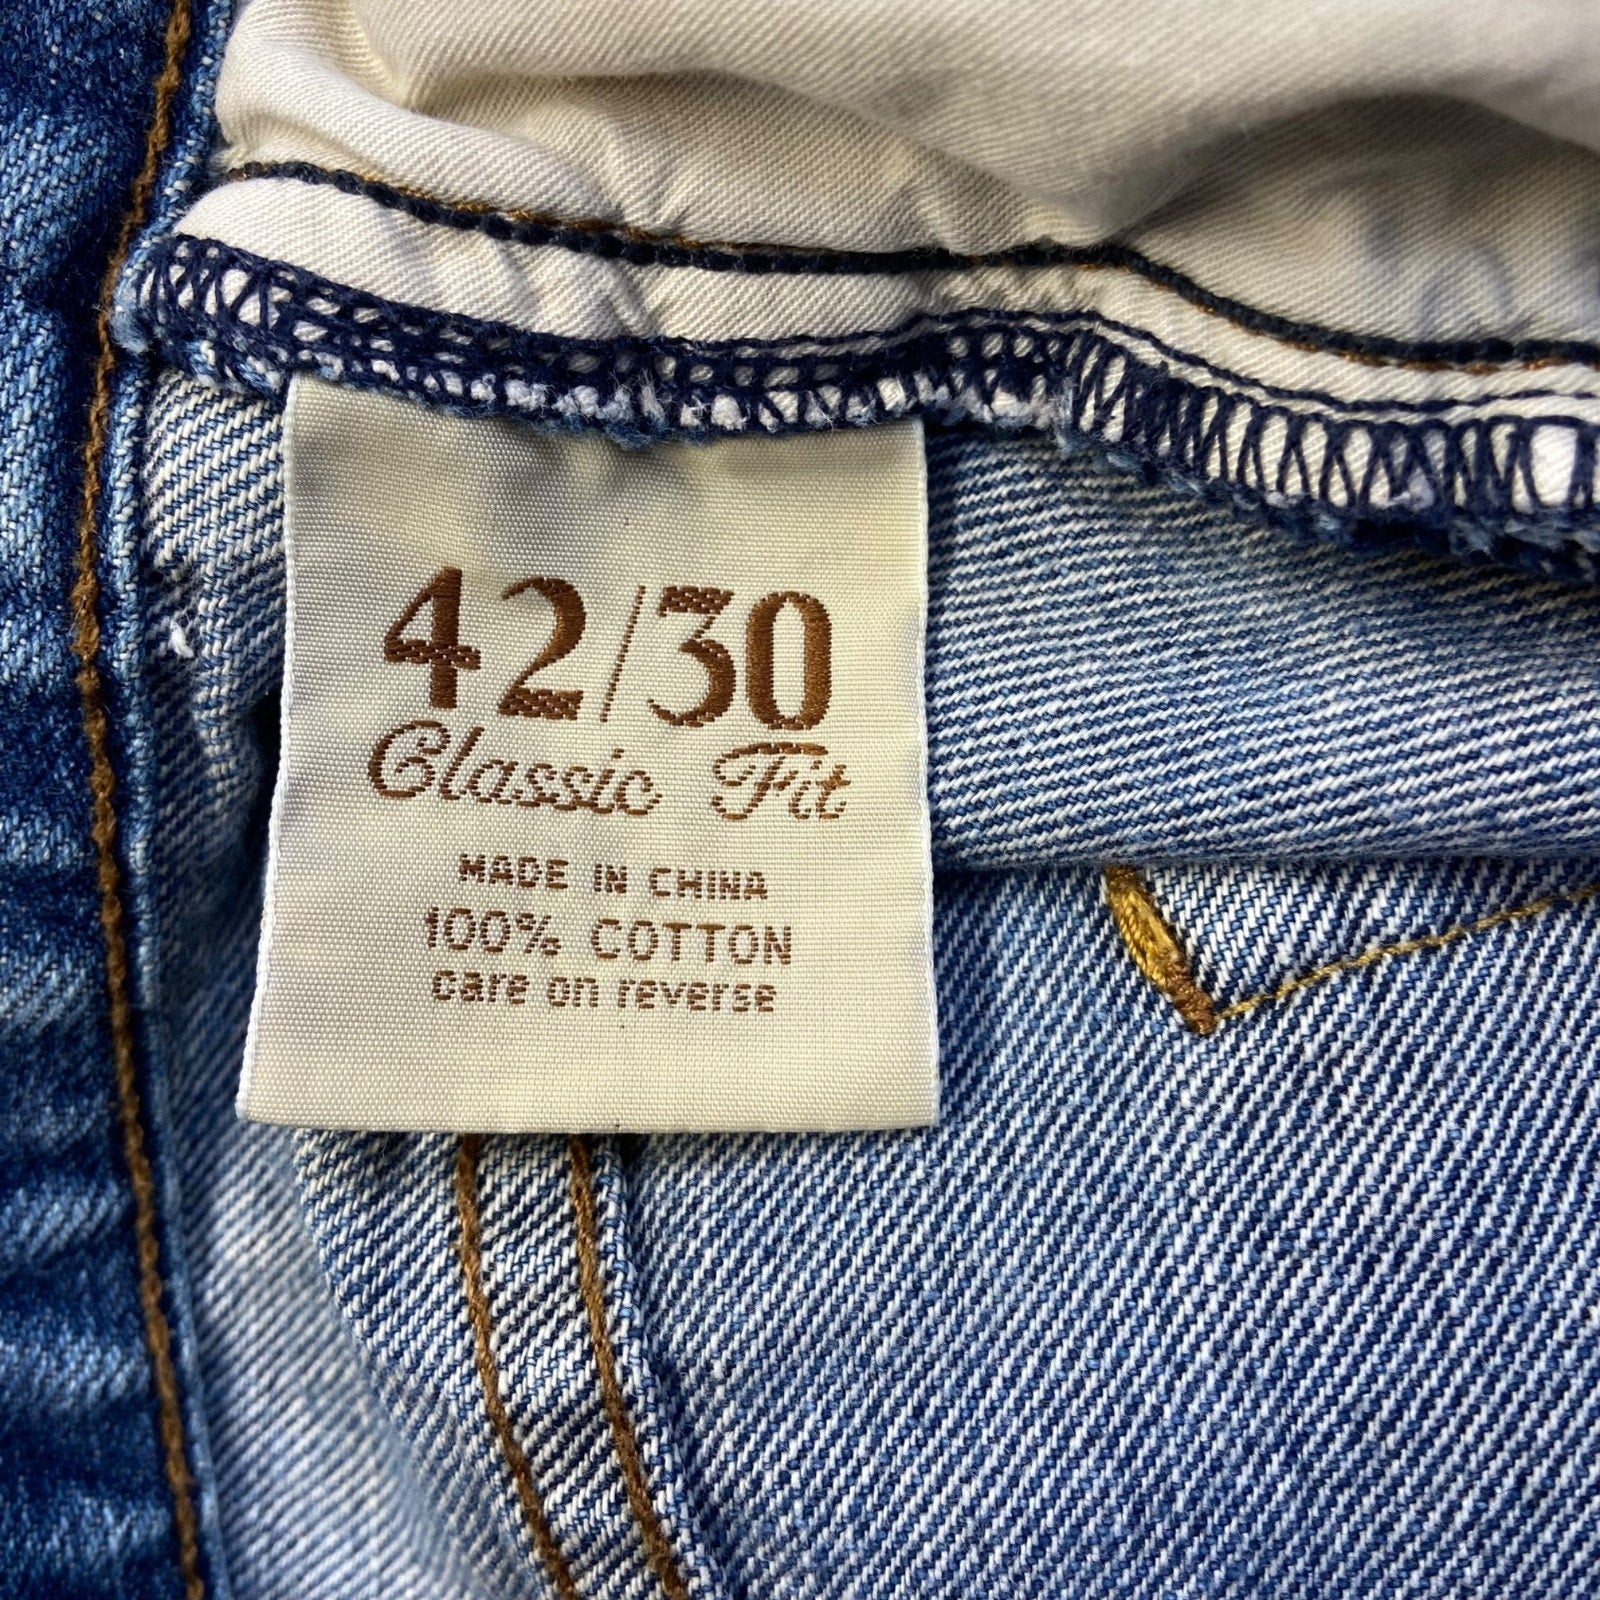 42/30
Classic Fit
MADE IN CHINA
100% COTTON
care on reverse